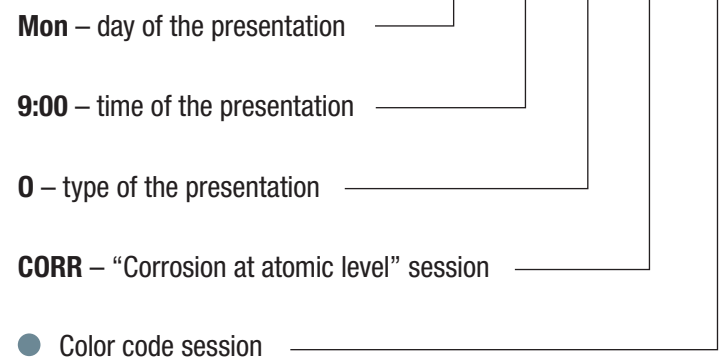 Mon – day of the presentation
9:00 – time of the presentation
O – type of the presentation
CORR – “Corrosion at atomic level” session
Color code session